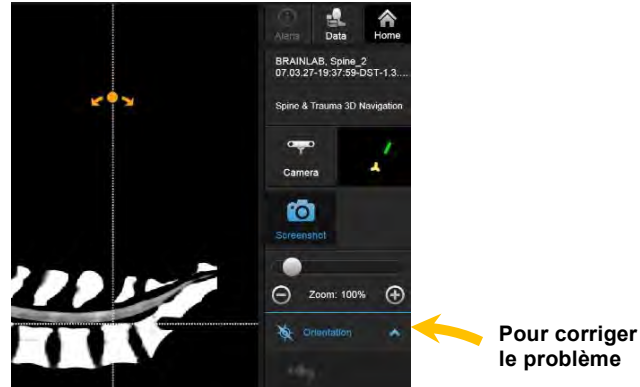 Alerts Data Home
BRAINLAB, Spine_2
07.03.27-19:37:59-DST-1.3....
Spine & Trauma 3D Navigation
Camera
Screenshot
Zoom: 100%
Orientation
Pour corriger
le problème